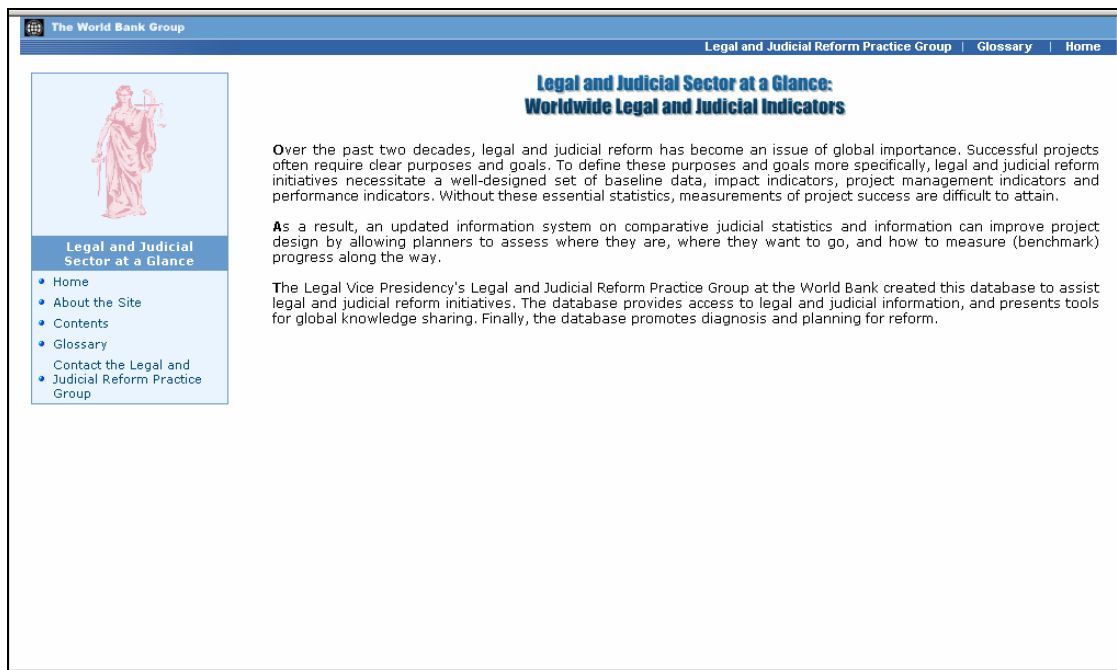 The World Bank Group
Legal and Judicial Reform Practice Group | Glossary | Home
Legal and Judicial
Sector at a Glance
Home
About the Site
Contents
Glossary
Contact the Legal and
Judicial Reform Practice
Group
Legal and Judicial Sector at a Glance:
Worldwide Legal and Judicial Indicators
Over the past two decades, legal and judicial reform has become an issue of global importance. Successful projects
often require clear purposes and goals. To define these purposes and goals more specifically, legal and judicial reform
initiatives necessitate a well-designed set of baseline data, impact indicators, project management indicators and
performance indicators. Without these essential statistics, measurements of project success are difficult to attain.
As a result, an updated information system on comparative judicial statistics and information can improve project
design by allowing planners to assess where they are, where they want to go, and how to measure (benchmark)
progress along the way.
The Legal Vice Presidency's Legal and Judicial Reform Practice Group at the World Bank created this database to assist
legal and judicial reform initiatives. The database provides access to legal and judicial information, and presents tools
for global knowledge sharing. Finally, the database promotes diagnosis and planning for reform.